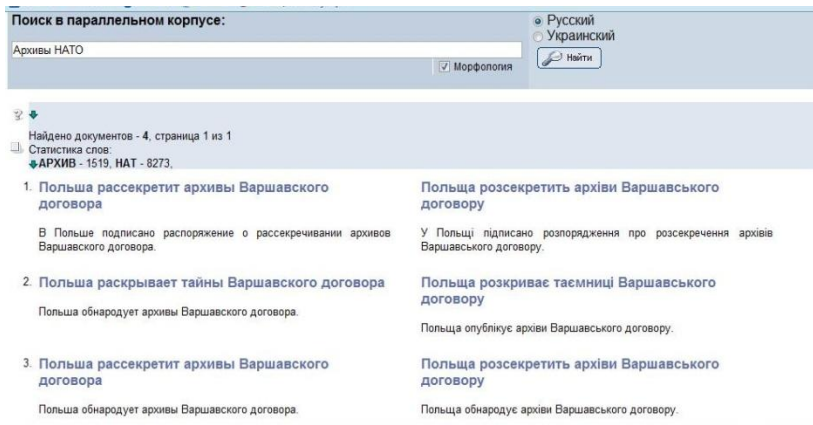 Поиск в параллельном корпусе:
Русский
Украинский
Архивы НАТО
Морфология
Найти
Найдено документов - 4, страница 1 из 1
Статистика слов:
АРХИВ - 1519, НАТ - 8273,
1. Польша рассекретит архивы Варшавского
договора
В Польше подписано распоряжение о рассекречивании архивов
Варшавского договора.
Польща розсекретить архіви Варшавського
договору
У Польщі підписано розпорядження про розсекречення архівів
Варшавського договору.
2. Польша раскрывает тайны Варшавского договора
Польша обнародует архивы Варшавского договора.
Польща розкриває таємниці Варшавського
договору
Польща опублікує архіви Варшавського договору.
3. Польша рассекретит архивы Варшавского
договора
Польша обнародует архивы Варшавского договора.
Польща розсекретить архіви Варшавського
договору
Польща обнародує архіви Варшавського договору.